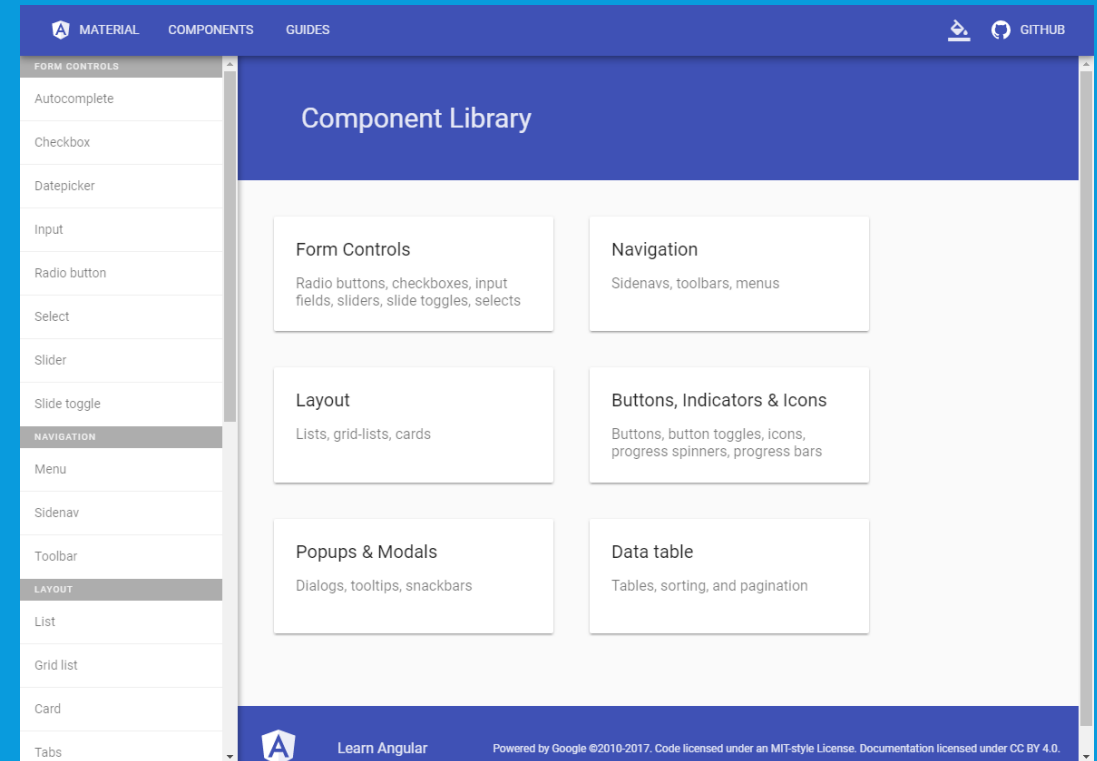 MATERIAL COMPONENTS GUIDES GITHUB
FORM CONTROLS
Autocomplete
Checkbox
Datepicker
Input
Radio button
Select
Slider
Slide toggle
NAVIGATION
Menu
Sidenav
Toolbar
LAYOUT
List
Grid list
Card
Tabs
Component Library
Form Controls
Radio buttons, checkboxes, input
fields, sliders, slide toggles, selects
Navigation
Sidenavs, toolbars, menus
Layout
Lists, grid-lists, cards
Buttons, Indicators & Icons
Buttons, button toggles, icons,
progress spinners, progress bars
Popups & Modals
Dialogs, tooltips, snackbars
Data table
Tables, sorting, and pagination
Learn Angular
Powered by Google ©2010-2017. Code licensed under an MIT-style License. Documentation licensed under CC BY 4.0.